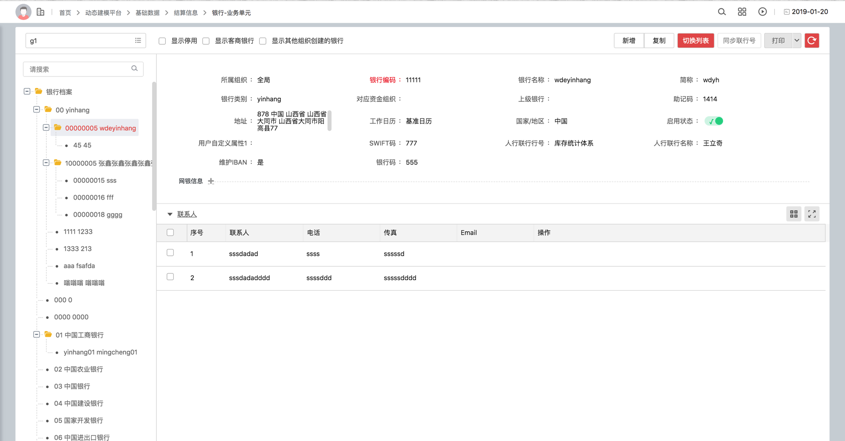 首页 > 动态建模平台 > 基础数据 > 结算信息 > 银行-业务单元
2019-01-20
g1
显示停用 显示客商银行 显示其他组织创建的银行
新增 复制 切换列表 同步联行号 打印
请搜索
银行档案
00 yinhang
00000005 wdeyinhang
45 45
10000005 张鑫张鑫张鑫张鑫
00000015 sss
00000016 fff
00000018 gggg
1111 1233
1333 213
aaa fsafda
嘀嘀嘀 嘀嘀嘀
000 0
0000 0000
01 中国工商银行
yinhang01 mingcheng01
02 中国农业银行
03 中国银行
04 中国建设银行
05 国家开发银行
06 中国进出口银行
所属组织： 全局 银行编码： 11111 银行名称： wdeyinhang 简称： wdyh
银行类别： yinhang 对应资金组织： 上级银行： 助记码： 1414
地址： 878 中国 山西省 山西省
大同市 山西省大同市阳
高县77
工作日历： 基准日历 国家/地区： 中国 启用状态：
用户自定义属性1： SWIFT码： 777 人行联行行号： 库存统计体系 人行联行名称： 王立奇
维护IBAN： 是 银行码： 555
网银信息
联系人
序号 联系人 电话 传真 Email 操作
1 sssdadad ssss sssssd
2 sssdadadddd ssssddd sssssdddd